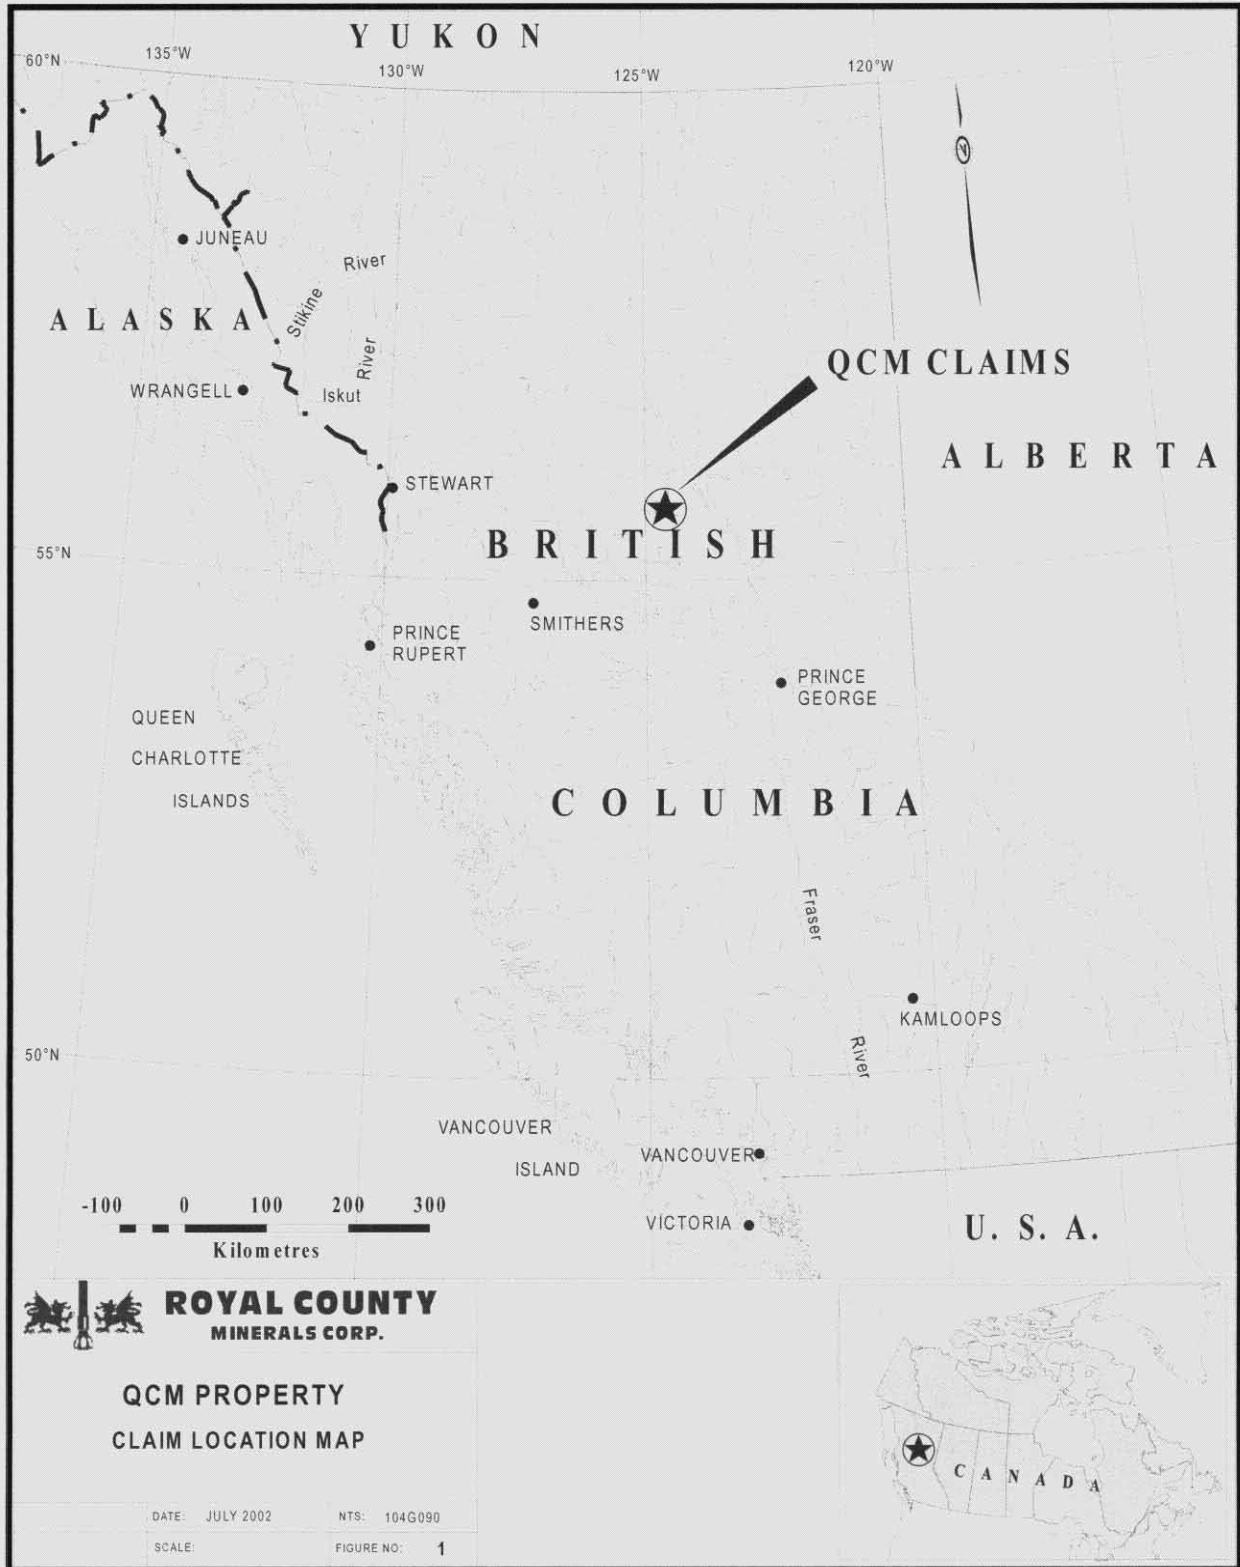 YUKON
60°N
135°W
130°W
125°W
120°W
JUNEAU
River
Stikine
ALASKA
River
QCM CLAIMS
WRANGELL
Iskut
ALBERTA
STEWART
BRITISH
55°N
SMITHERS
PRINCE
RUPERT
PRINCE
GEORGE
QUEEN
CHARLOTTE
ISLANDS
COLUMBIA
Fraser
KAMLOOPS
River
50°N
VANCOUVER
ISLAND
VANCOUVER
VICTORIA
U. S. A.
-100 0 100 200 300
Kilometres
ROYAL COUNTY
MINERALS CORP.
QCM PROPERTY
CLAIM LOCATION MAP
DATE: JULY 2002 NTS: 104G090
SCALE: FIGURE NO: 1
CANADA